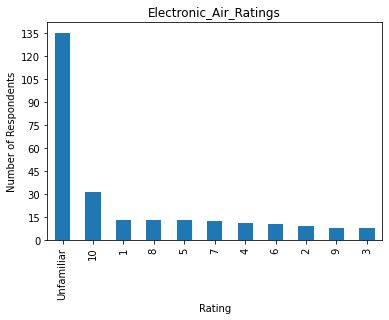 Electronic_Air_Ratings
Number of Respondents
135
120
105
90
75
60
45
30
15
0
Unfamiliar 10 1 8 5 7 4 6 2 9 3
Rating